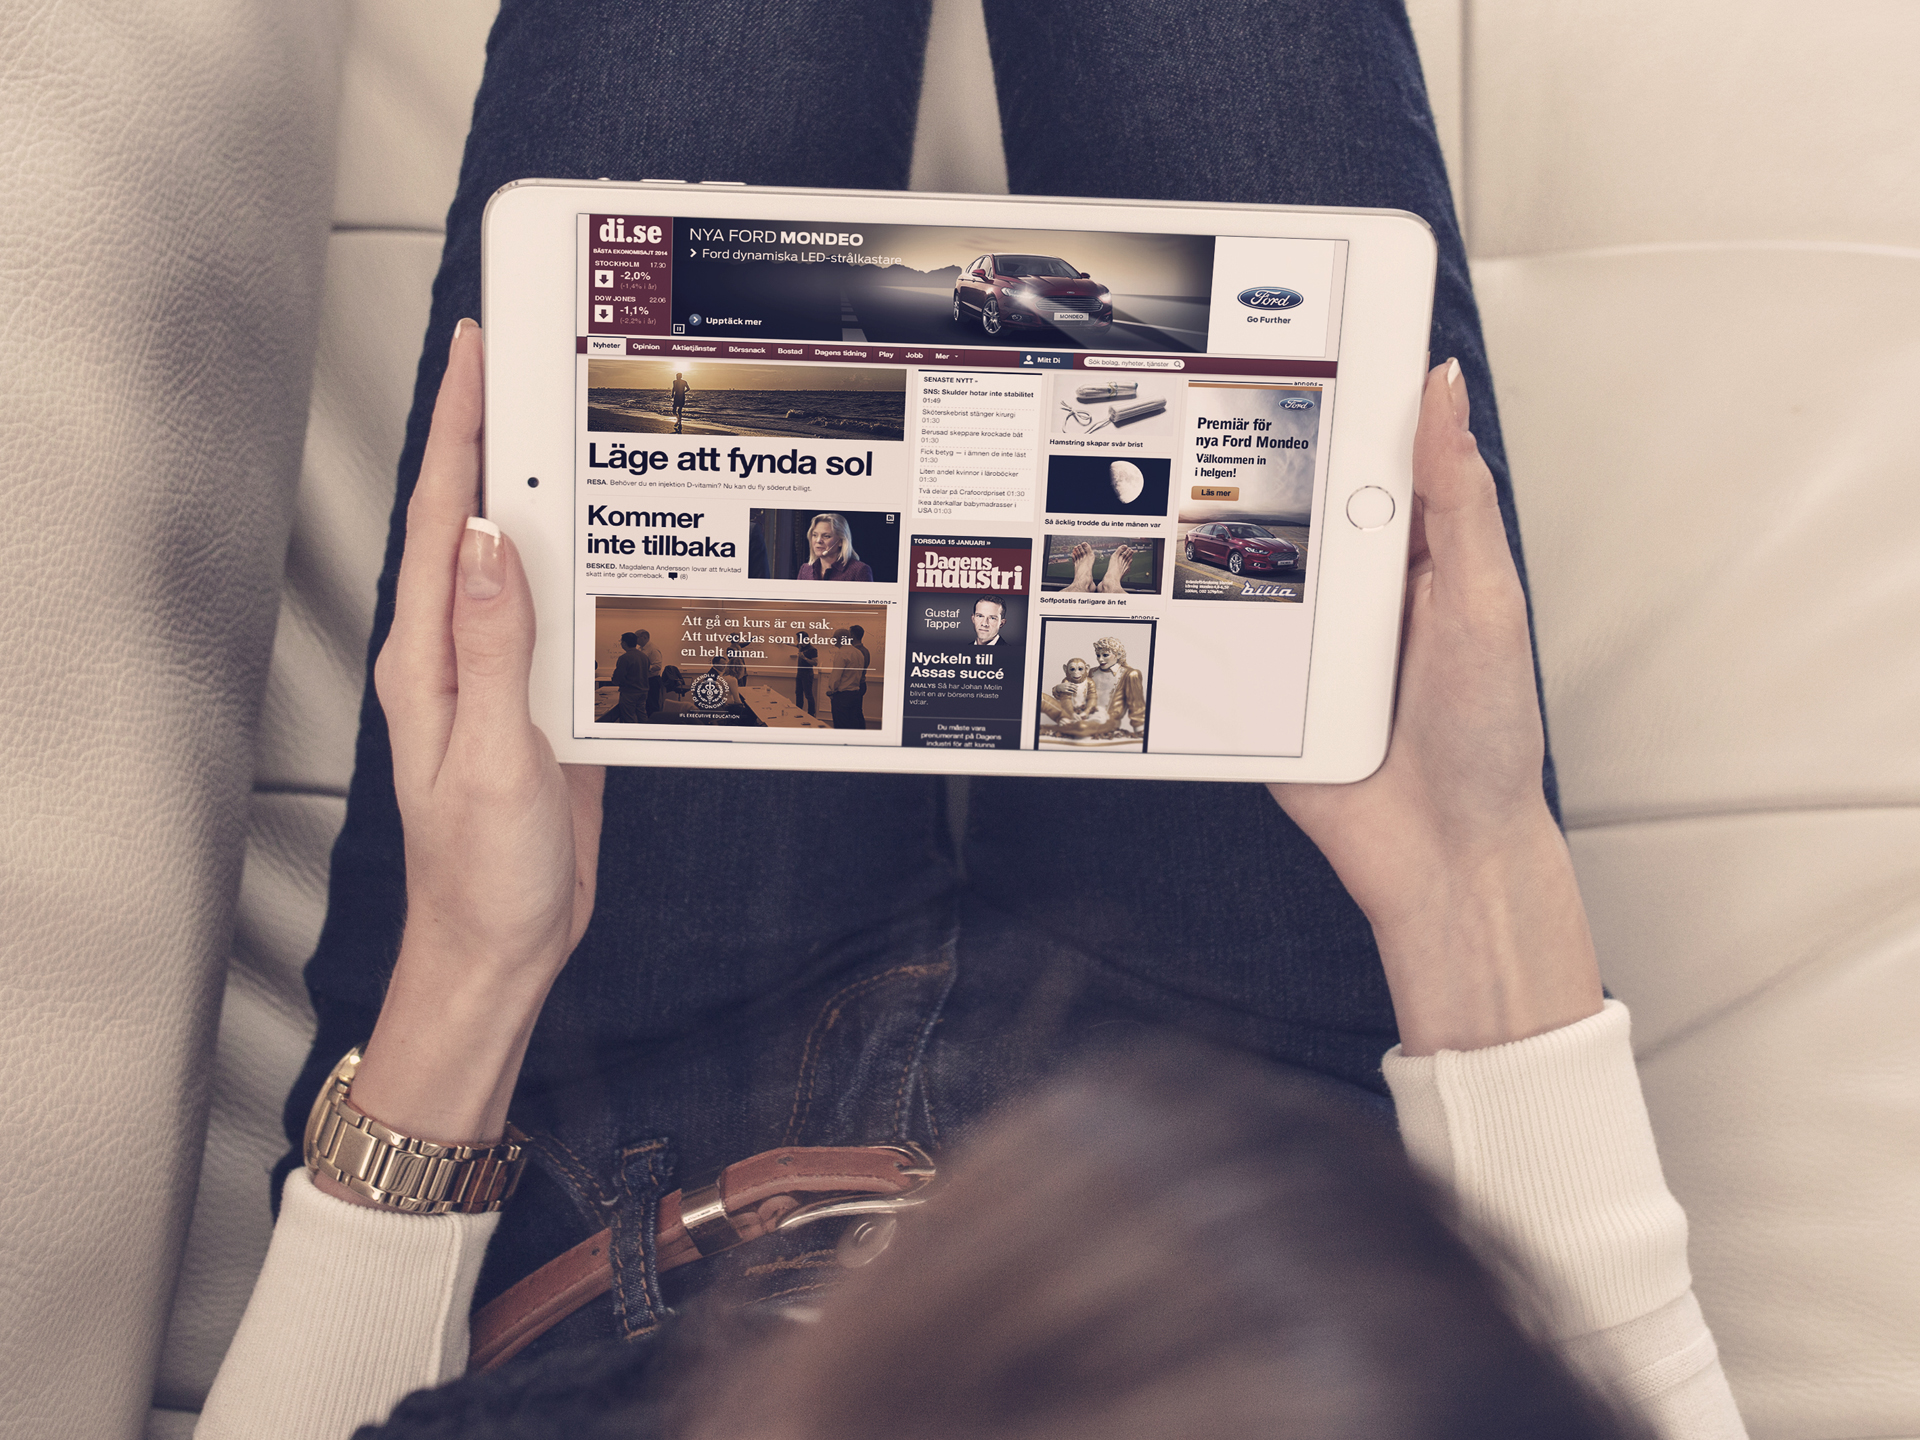 di.se
BÄSTA EKONOMISAJT 2014
STOCKHOLM 17.30
-2,0%
(-1,4% i år)
DOW JONES 22.06
-1,1%
(-2,2% i år)
NYA FORD MONDEO
Ford dynamiska LED-strålkastare
Upptäck mer
MONDEO
Ford
Go Further
Nyheter Opinion Aktietjänster Börssnack Bostad Dagens tidning Play Jobb Mer
Mitt Di
Sök bolag, nyheter, tjänster
Läge att fynda sol
RESA. Behöver du en injektion D-vitamin? Nu kan du fly söderut billigt.
Kommer
inte tillbaka
BESKED. Magdalena Andersson lovar att fruktad
skatt inte gör comeback. (8)
annons
Att gå en kurs är en sak.
Att utvecklas som ledare är
en helt annan.
STOCKHOLM SCHOOL OF ECONOMICS
IFL EXECUTIVE EDUCATION
SENASTE NYTT »
SNS: Skulder hotar inte stabilitet
01:49
Sköterskebrist stänger kirurgi
01:30
Berusad skeppare krockade båt
01:30
Fick betyg – i ämnen de inte läst
01:30
Liten andel kvinnor i läroböcker
01:30
Två delar på Crafoordpriset 01:30
Ikea återkallar babymadrasser i
USA 01:03
TORSDAG 15 JANUARI »
Dagens
industri
Gustaf
Tapper
Nyckeln till
Assas succé
ANALYS Så har Johan Molin
blivit en av börsens rikaste
vd:ar.
Du måste vara
prenumerant på Dagens
industri för att kunna
Hamstring skapar svår brist
Så äcklig trodde du inte månen var
Soffpotatis farligare än fet
annons
annons
Ford
Premiär för
nya Ford Mondeo
Välkommen in
i helgen!
Läs mer
bilia